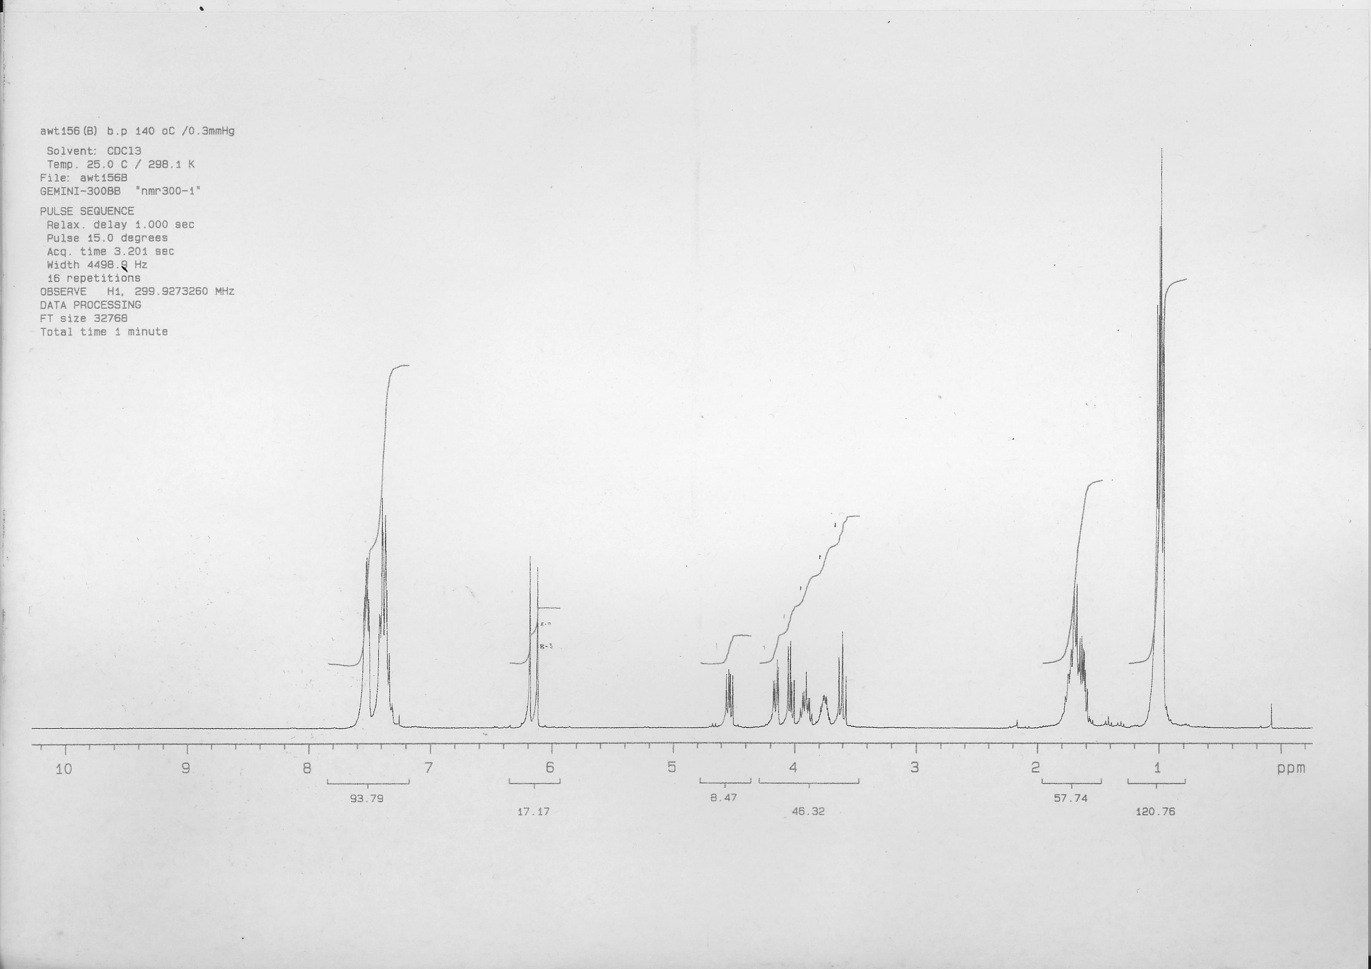 awt156(B) b.p 140 oC /0.3mmHg
Solvent: CDCl3
Temp. 25.0 C / 298.1 K
File: awt156B
GEMINI-300BB "nmr300-1"
PULSE SEQUENCE
Relax. delay 1.000 sec
Pulse 15.0 degrees
Acq. time 3.201 sec
Width 4498.9 Hz
16 repetitions
OBSERVE H1, 299.9273260 MHz
DATA PROCESSING
FT size 32768
Total time 1 minute
10 9 8 7 6 5 4 3 2 1 ppm
93.79 8.47 57.74
17.17 46.32 120.76